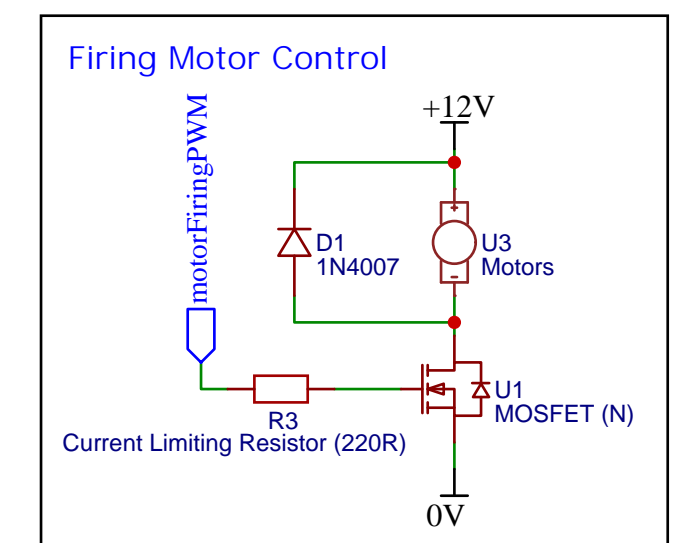 Firing Motor Control
motorFiringPWM
+12V
D1
1N4007
+
U3
Motors
-
R3
Current Limiting Resistor (220R)
U1
MOSFET (N)
0V